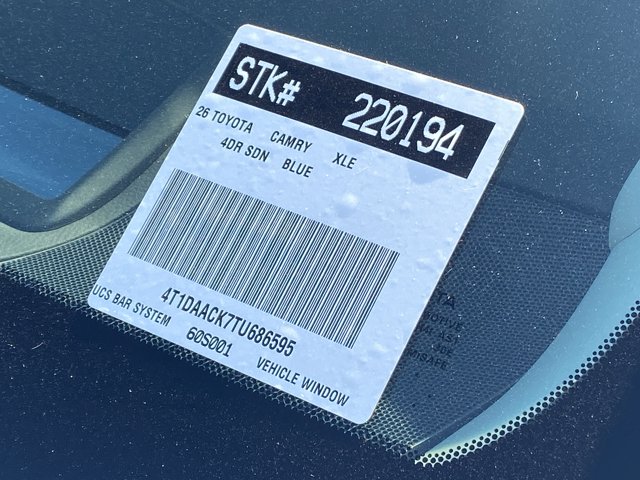 STK# 220194
26 TOYOTA CAMRY XLE
4DR SDN BLUE
4T1DAACK7TU686595
UCS BAR SYSTEM 60S001 VEHICLE WINDOW